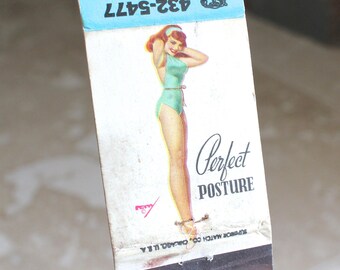 432-5477
Perfect
POSTURE
SUPERIOR MATCH CO., CHICAGO, U. S. A.